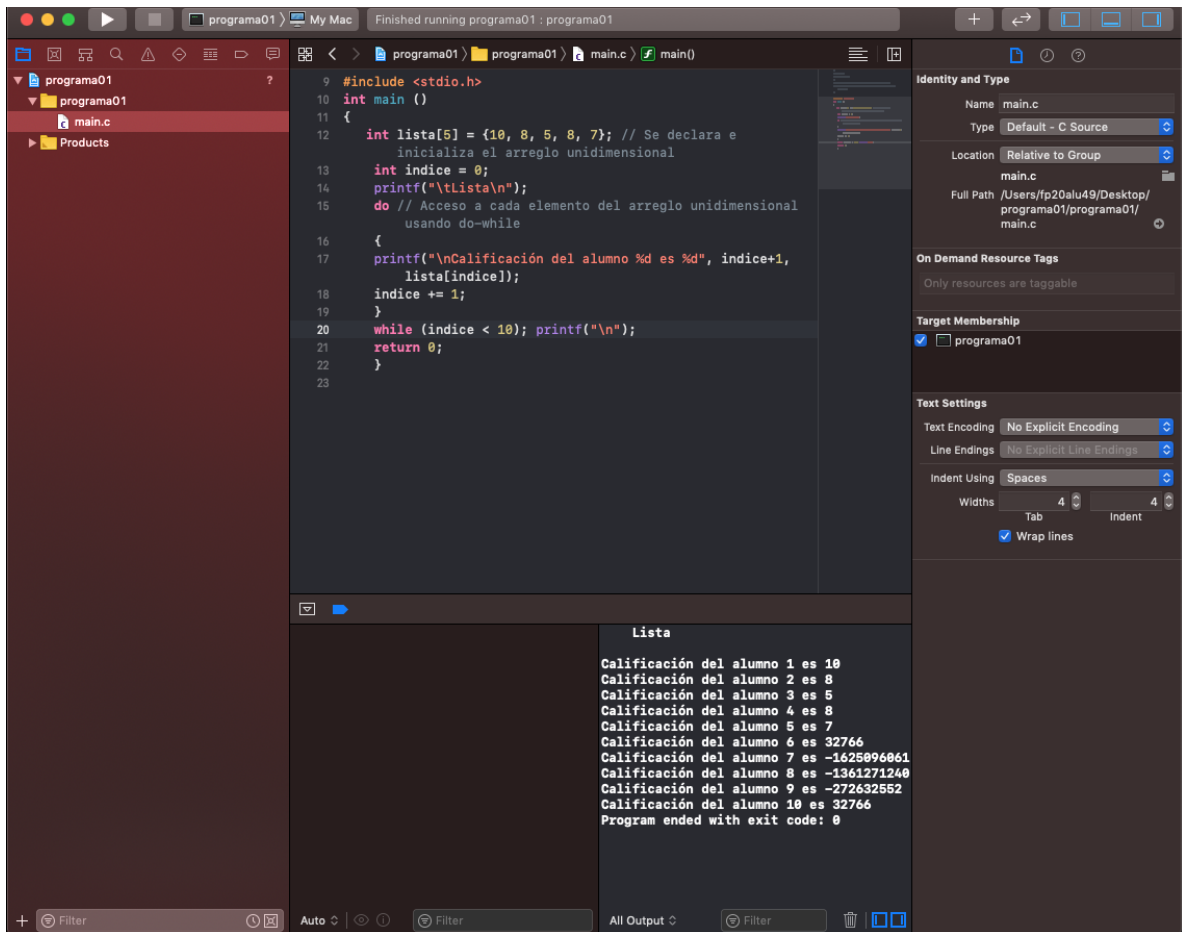 programa01 〉 My Mac
Finished running programa01 : programa01
programa01 ?
programa01
main.c
Products
Filter
programa01 〉 programa01 〉 main.c 〉 main()
9 #include <stdio.h>
10 int main ()
11 {
12 int lista[5] = {10, 8, 5, 8, 7}; // Se declara e
inicializa el arreglo unidimensional
13 int indice = 0;
14 printf("\tLista\n");
15 do // Acceso a cada elemento del arreglo unidimensional
usando do-while
16 {
17 printf("\nCalificación del alumno %d es %d", indice+1,
lista[indice]);
18 indice += 1;
19 }
20 while (indice < 10); printf("\n");
21 return 0;
22 }
23
Auto
Filter
Lista
Calificación del alumno 1 es 10
Calificación del alumno 2 es 8
Calificación del alumno 3 es 5
Calificación del alumno 4 es 8
Calificación del alumno 5 es 7
Calificación del alumno 6 es 32766
Calificación del alumno 7 es -1625096061
Calificación del alumno 8 es -1361271240
Calificación del alumno 9 es -272632552
Calificación del alumno 10 es 32766
Program ended with exit code: 0
All Output
Filter
Identity and Type
Name main.c
Type Default - C Source
Location Relative to Group
main.c
Full Path /Users/fp20alu49/Desktop/
programa01/programa01/
main.c
On Demand Resource Tags
Only resources are taggable
Target Membership
programa01
Text Settings
Text Encoding No Explicit Encoding
Line Endings No Explicit Line Endings
Indent Using Spaces
Widths 4 4
Tab Indent
Wrap lines